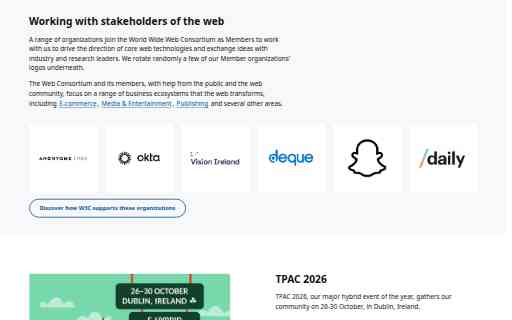 Working with stakeholders of the web
A range of organizations join the World Wide Web Consortium as Members to work
with us to drive the direction of core web technologies and exchange ideas with
industry and research leaders. We rotate randomly a few of our Member organizations'
logos underneath.
The Web Consortium and its members, with help from the public and the web
community, focus on a range of business ecosystems that the web transforms,
including E-commerce, Media & Entertainment, Publishing and several other areas.
okta
Vision Ireland
deque
/daily
Discover how W3C supports these organizations
26–30 OCTOBER
DUBLIN, IRELAND
TPAC 2026
TPAC 2026, our major hybrid event of the year, gathers our
community on 26-30 October, in Dublin, Ireland.